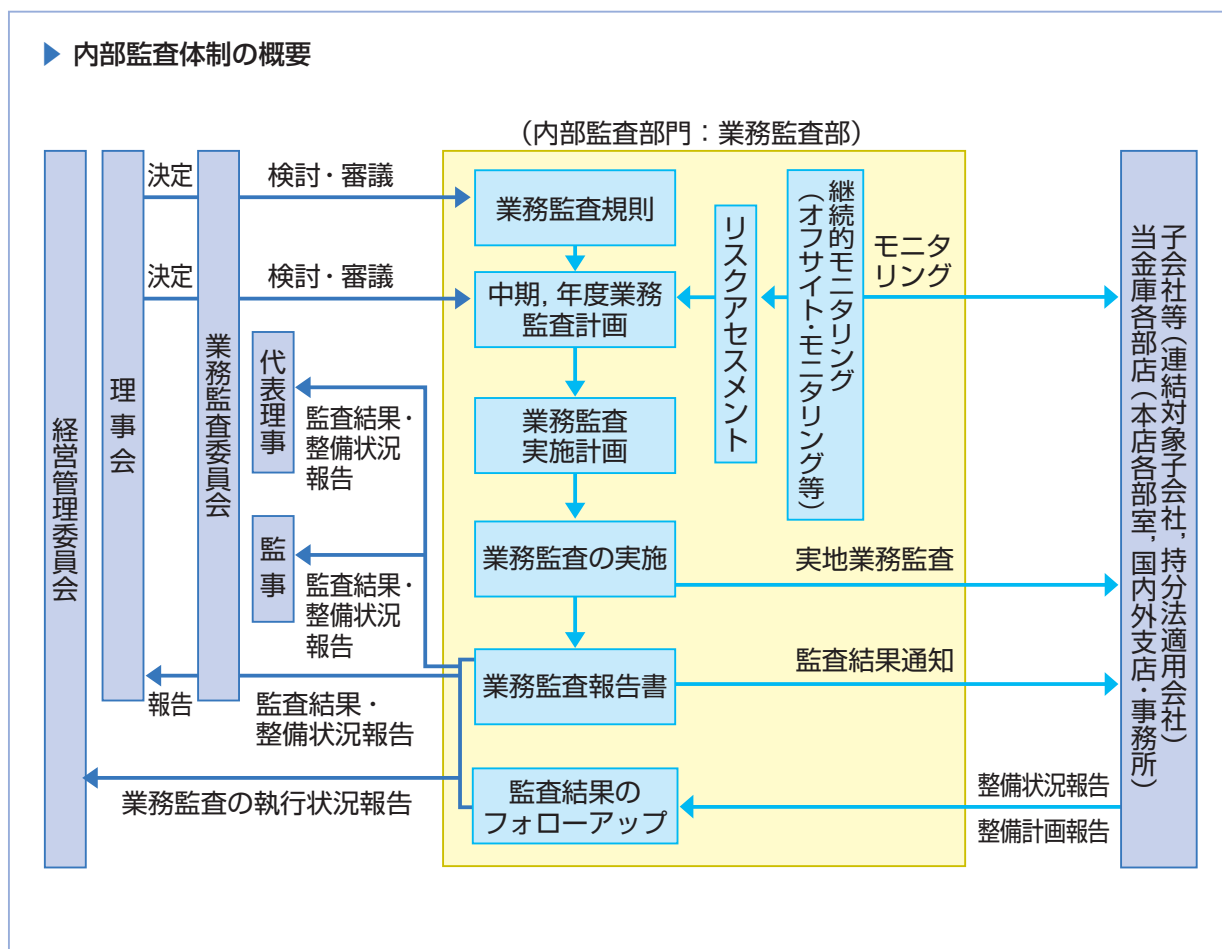 内部監査体制の概要
（内部監査部門：業務監査部）
経営管理委員会
理事会
業務監査委員会
決定
検討・審議
決定
検討・審議
代表理事
監査結果・
整備状況
報告
監事
監査結果・
整備状況
報告
報告
監査結果・
整備状況報告
業務監査の執行状況報告
業務監査規則
中期，年度業務
監査計画
業務監査
実施計画
業務監査の実施
業務監査報告書
監査結果の
フォローアップ
リスクアセスメント
継続的モニタリング
（オフサイト・モニタリング等）
モニタ
リング
実地業務監査
監査結果通知
整備状況報告
整備計画報告
子会社等（連結対象子会社，持分法適用会社）
当金庫各部店（本店各部室，国内外支店・事務所）